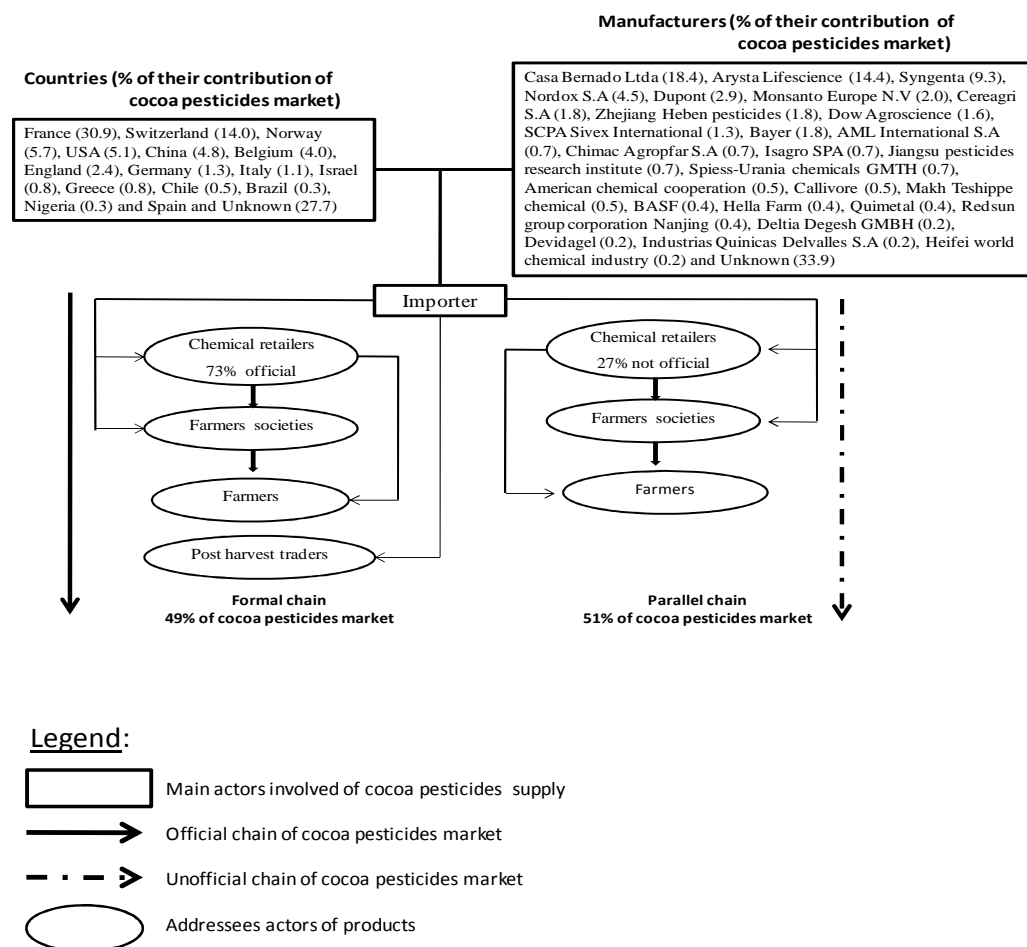 Manufacturers (% of their contribution of
cocoa pesticides market)
Countries (% of their contribution of
cocoa pesticides market)
Casa Bernado Ltda (18.4), Arysta Lifescience (14.4), Syngenta (9.3),
Nordox S.A (4.5), Dupont (2.9), Monsanto Europe N.V (2.0), Cereagri
S.A (1.8), Zhejiang Heben pesticides (1.8), Dow Agroscience (1.6),
SCPA Sivex International (1.3), Bayer (1.8), AML International S.A
(0.7), Chimac Agropfar S.A (0.7), Isagro SPA (0.7), Jiangsu pesticides
research institute (0.7), Spiess-Urania chemicals GMTH (0.7),
American chemical cooperation (0.5), Callivore (0.5), Makh Teshippe
chemical (0.5), BASF (0.4), Hella Farm (0.4), Quimetal (0.4), Redsun
group corporation Nanjing (0.4), Deltia Degesh GMBH (0.2),
Devidagel (0.2), Industrias Quinicas Delvalles S.A (0.2), Heifei world
chemical industry (0.2) and Unknown (33.9)
France (30.9), Switzerland (14.0), Norway
(5.7), USA (5.1), China (4.8), Belgium (4.0),
England (2.4), Germany (1.3), Italy (1.1), Israel
(0.8), Greece (0.8), Chile (0.5), Brazil (0.3),
Nigeria (0.3) and Spain and Unknown (27.7)
Importer
Chemical retailers
73% official
Farmers societies
Farmers
Post harvest traders
Formal chain
49% of cocoa pesticides market
Chemical retailers
27% not official
Farmers societies
Farmers
Parallel chain
51% of cocoa pesticides market
Legend:
Main actors involved of cocoa pesticides supply
Official chain of cocoa pesticides market
Unofficial chain of cocoa pesticides market
Addressees actors of products